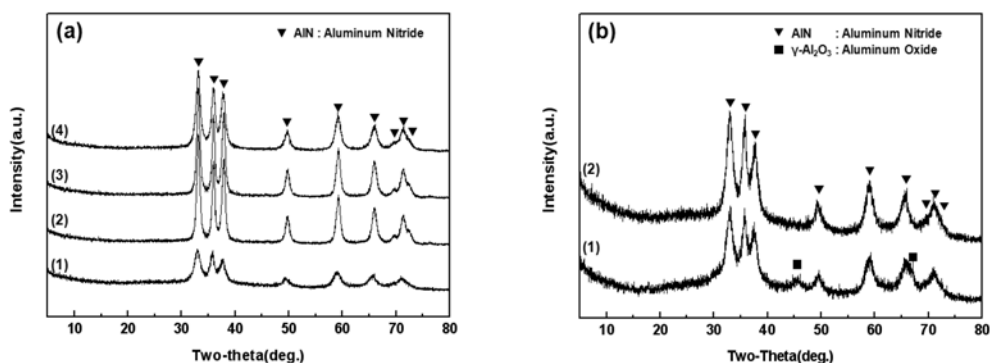 (a)
▼ AlN : Aluminum Nitride
(4)
(3)
(2)
(1)
Intensity(a.u.)
10 20 30 40 50 60 70 80
Two-theta(deg.)
(b)
▼ AlN : Aluminum Nitride
■ γ-Al₂O₃ : Aluminum Oxide
(2)
(1)
Intensity(a.u.)
10 20 30 40 50 60 70 80
Two-Theta(deg.)